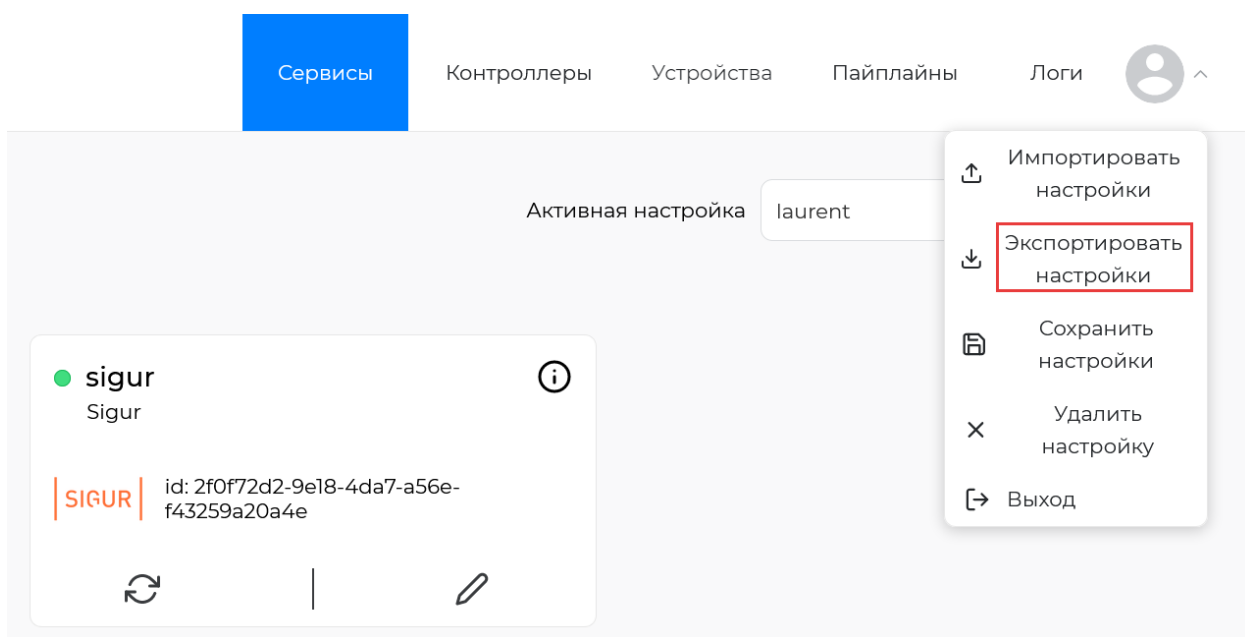 Сервисы
Контроллеры
Устройства
Пайплайны
Логи
Импортировать
настройки
Экспортировать
настройки
Сохранить
настройки
Удалить
настройку
Выход
Активная настройка
laurent
sigur
Sigur
SIGUR
id: 2f0f72d2-9e18-4da7-a56e-
f43259a20a4e